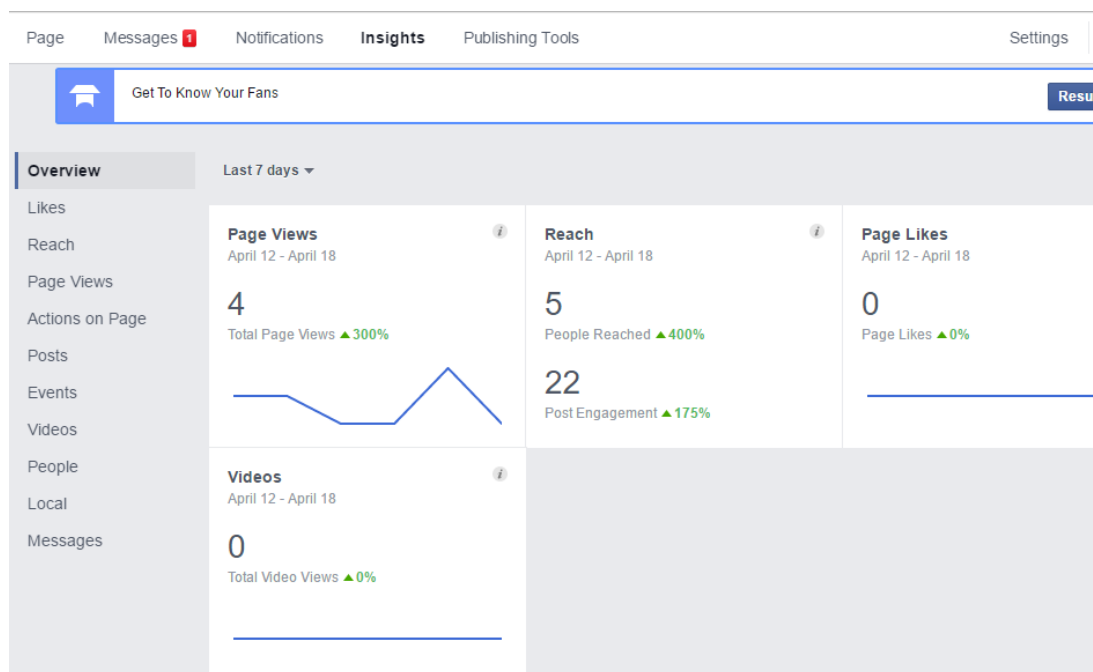 Page Messages 1 Notifications Insights Publishing Tools Settings
Get To Know Your Fans
Resu
Overview
Likes
Reach
Page Views
Actions on Page
Posts
Events
Videos
People
Local
Messages
Last 7 days
Page Views
April 12 - April 18
4
Total Page Views 300%
Reach
April 12 - April 18
5
People Reached 400%
22
Post Engagement 175%
Page Likes
April 12 - April 18
0
Page Likes 0%
Videos
April 12 - April 18
0
Total Video Views 0%